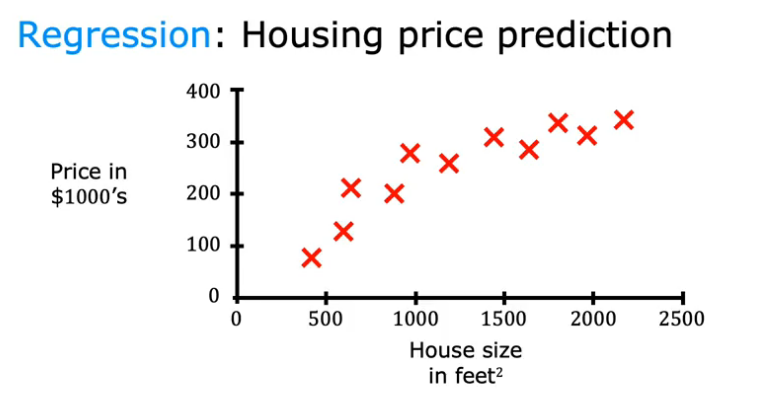 Regression: Housing price prediction
400
300
200
100
0
Price in
$1000’s
0 500 1000 1500 2000 2500
House size
in feet²